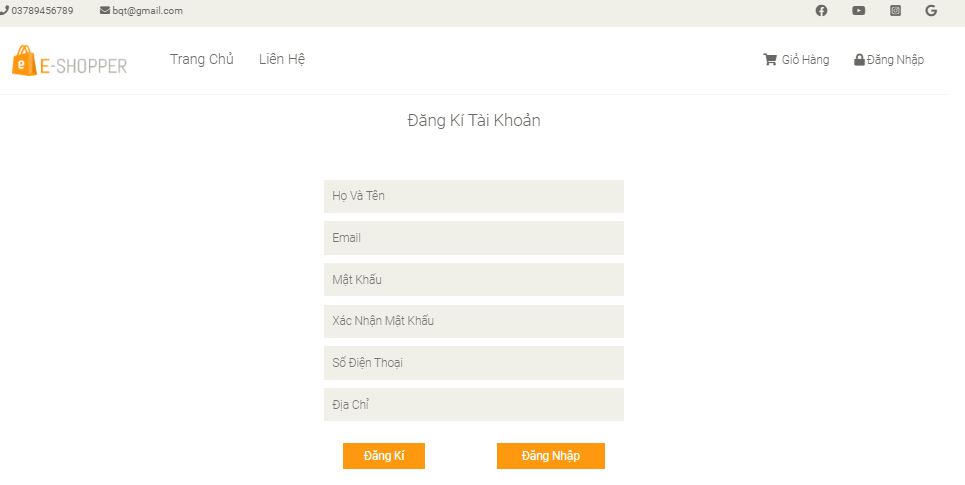 03789456789 bqt@gmail.com
e E-SHOPPER Trang Chủ Liên Hệ Giỏ Hàng Đăng Nhập
Đăng Kí Tài Khoản
Họ Và Tên
Email
Mật Khẩu
Xác Nhận Mật Khẩu
Số Điện Thoại
Địa Chỉ
Đăng Kí Đăng Nhập